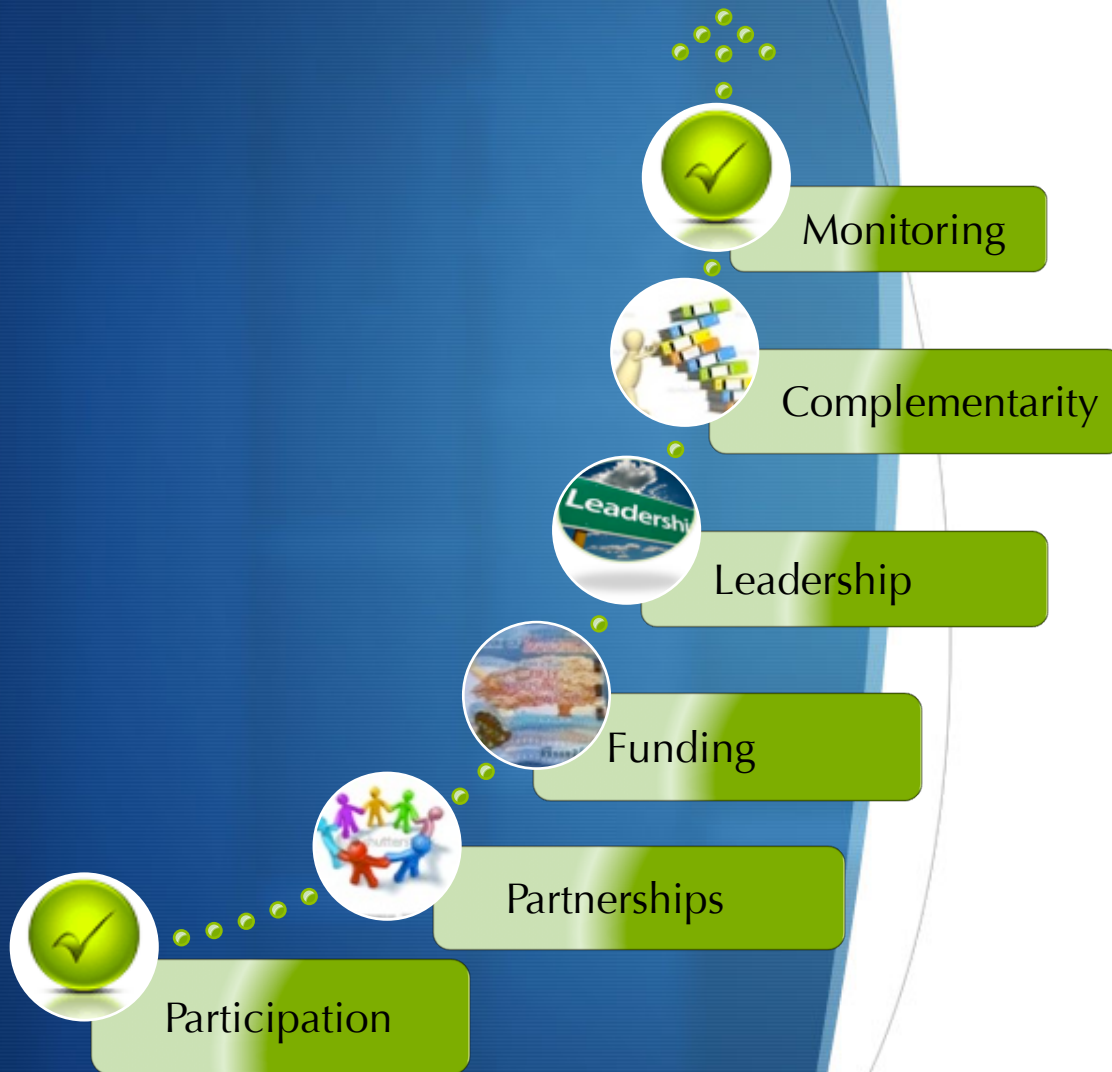 Monitoring
Complementarity
Leadershi
Leadership
Funding
Partnerships
Participation